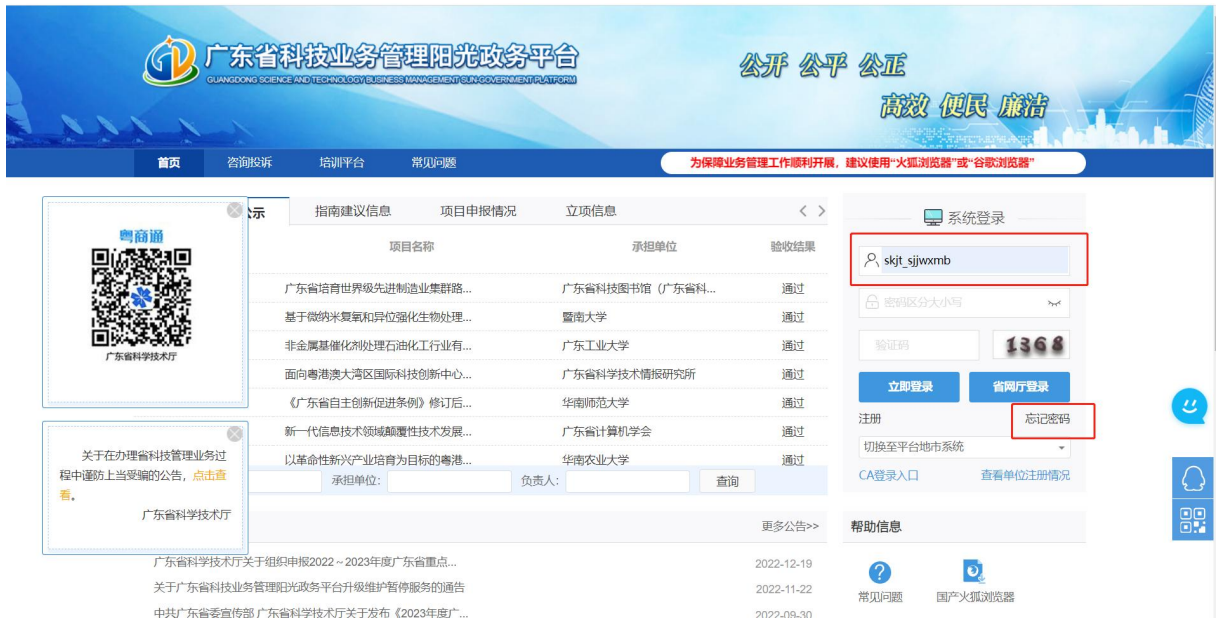 广东省科技业务管理阳光政务平台
GUANGDONG SCIENCE AND TECHNOLOGY BUSINESS MANAGEMENT SUN GOVERNMENT PLATFORM
公开 公平 公正
高效 便民 廉洁
首页 咨询投诉 培训平台 常见问题
为保障业务管理工作顺利开展，建议使用“火狐浏览器”或“谷歌浏览器”
公示 指南建议信息 项目申报情况 立项信息
项目名称 承担单位 验收结果
广东省培育世界级先进制造业集群路... 广东省科技图书馆（广东省科... 通过
基于微纳米复氧和异位强化生物处理... 暨南大学 通过
非金属基催化剂处理石油化工行业有... 广东工业大学 通过
面向粤港澳大湾区国际科技创新中心... 广东省科学技术情报研究所 通过
《广东省自主创新促进条例》修订后... 华南师范大学 通过
新一代信息技术领域颠覆性技术发展... 广东省计算机学会 通过
以革命性新兴产业培育为目标的粤港... 华南农业大学 通过
承担单位： 负责人： 查询
更多公告>>
广东省科学技术厅关于组织申报2022～2023年度广东省重点... 2022-12-19
关于广东省科技业务管理阳光政务平台升级维护暂停服务的通告 2022-11-22
中共广东省委宣传部 广东省科学技术厅关于发布《2023年度广... 2022-09-30
粤商通
广东省科学技术厅
关于在办理省科技管理业务过
程中谨防上当受骗的公告，点击查
看。
广东省科学技术厅
系统登录
skjt_sjjwxmb
密码区分大小写
验证码 1368
立即登录 省网厅登录
注册 忘记密码
切换至平台地市系统
CA登录入口 查看单位注册情况
帮助信息
常见问题 国产火狐浏览器